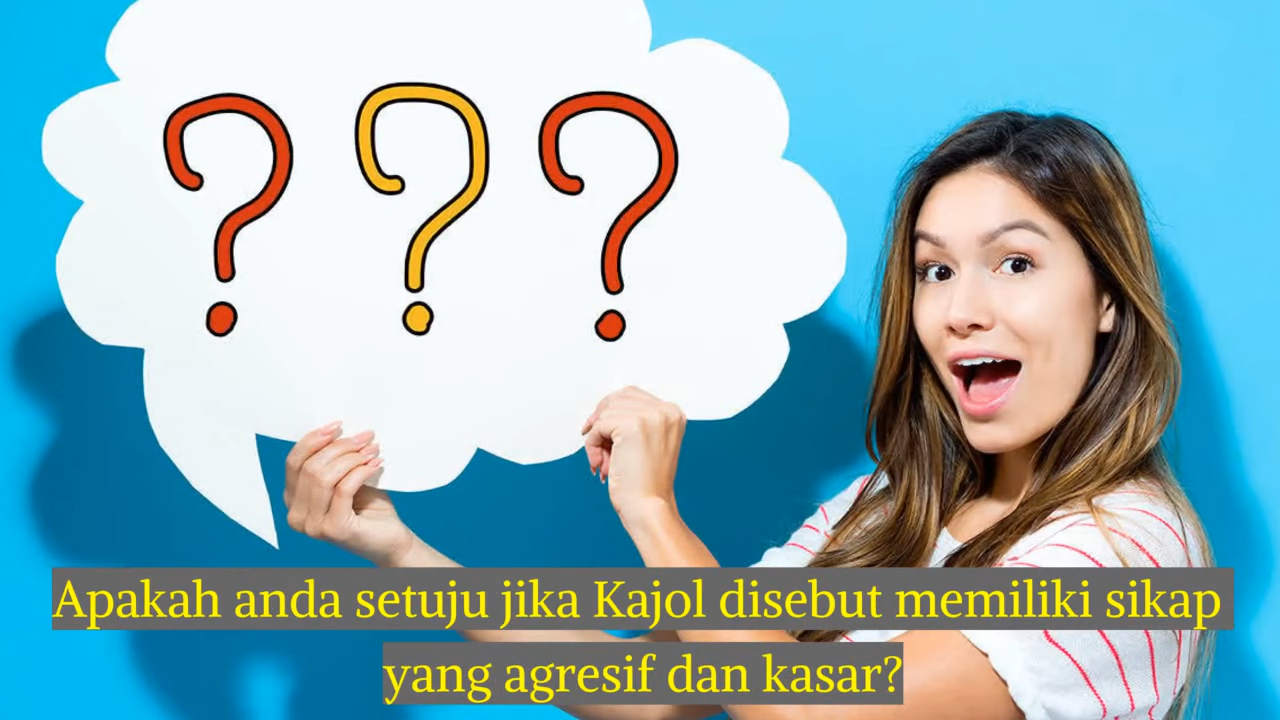 ? ? ?
Apakah anda setuju jika Kajol disebut memiliki sikap
yang agresif dan kasar?